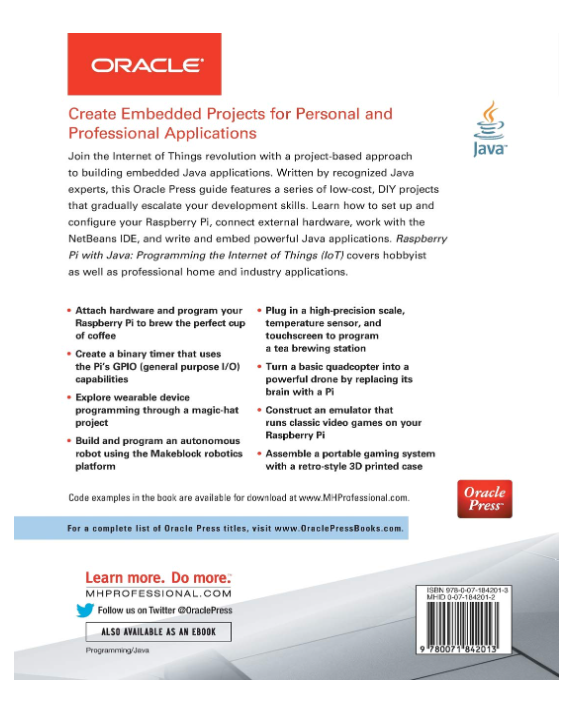 ORACLE
Create Embedded Projects for Personal and
Professional Applications
Java
Join the Internet of Things revolution with a project-based approach
to building embedded Java applications. Written by recognized Java
experts, this Oracle Press guide features a series of low-cost, DIY projects
that gradually escalate your development skills. Learn how to set up and
configure your Raspberry Pi, connect external hardware, work with the
NetBeans IDE, and write and embed powerful Java applications. Raspberry
Pi with Java: Programming the Internet of Things (IoT) covers hobbyist
as well as professional home and industry applications.
• Attach hardware and program your
Raspberry Pi to brew the perfect cup
of coffee
• Create a binary timer that uses
the Pi's GPIO (general purpose I/O)
capabilities
• Explore wearable device
programming through a magic-hat
project
• Build and program an autonomous
robot using the Makeblock robotics
platform
• Plug in a high-precision scale,
temperature sensor, and
touchscreen to program
a tea brewing station
• Turn a basic quadcopter into a
powerful drone by replacing its
brain with a Pi
• Construct an emulator that
runs classic video games on your
Raspberry Pi
• Assemble a portable gaming system
with a retro-style 3D printed case
Code examples in the book are available for download at www.MHProfessional.com.
Oracle
Press
For a complete list of Oracle Press titles, visit www.OraclePressBooks.com.
Learn more. Do more.
MHPROFESSIONAL.COM
Follow us on Twitter @OraclePress
ALSO AVAILABLE AS AN EBOOK
Programming/Java
ISBN 978-0-07-184201-3
MHID 0-07-184201-2
9 780071 842013